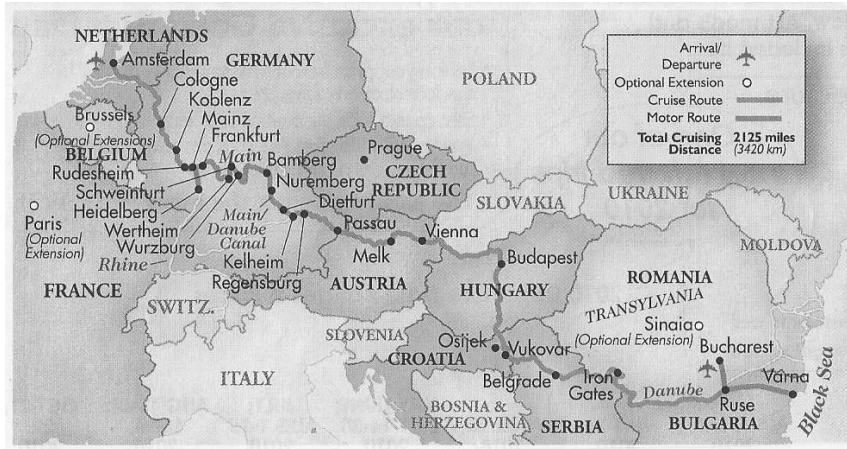 NETHERLANDS
Amsterdam
GERMANY
POLAND
Cologne
Koblenz
Brussels
(Optional Extensions)
BELGIUM
Mainz
Frankfurt
Rudesheim
Main
Bamberg
Schweinfurt
Nuremberg
Heidelberg
Dietfurt
Prague
CZECH
REPUBLIC
Paris
(Optional
Extension)
Wertheim
Wurzburg
Main/
Danube
Canal
Rhine
Kelheim
Regensburg
Passau
Melk
Vienna
SLOVAKIA
UKRAINE
MOLDOVA
FRANCE
SWITZ.
AUSTRIA
Budapest
HUNGARY
ROMANIA
TRANSYLVANIA
SLOVENIA
CROATIA
Osijek
Vukovar
Sinaiao
(Optional Extension)
Bucharest
ITALY
Belgrade
Iron
Gates
Danube
Varna
Black Sea
BOSNIA &
HERZEGOVINA
SERBIA
Ruse
BULGARIA
Arrival/
Departure
Optional Extension
Cruise Route
Motor Route
Total Cruising 2125 miles
Distance (3420 km)